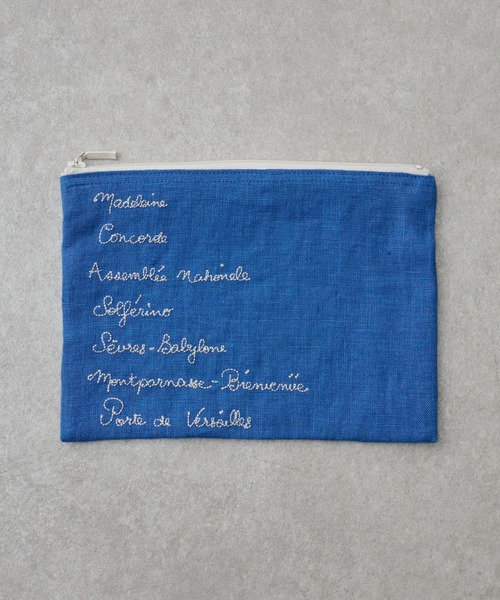 Madeleine
Concorde
Assemblée Nationale
Solférino
Sèvres-Babylone
Montparnasse-Bienvenüe
Porte de Versailles